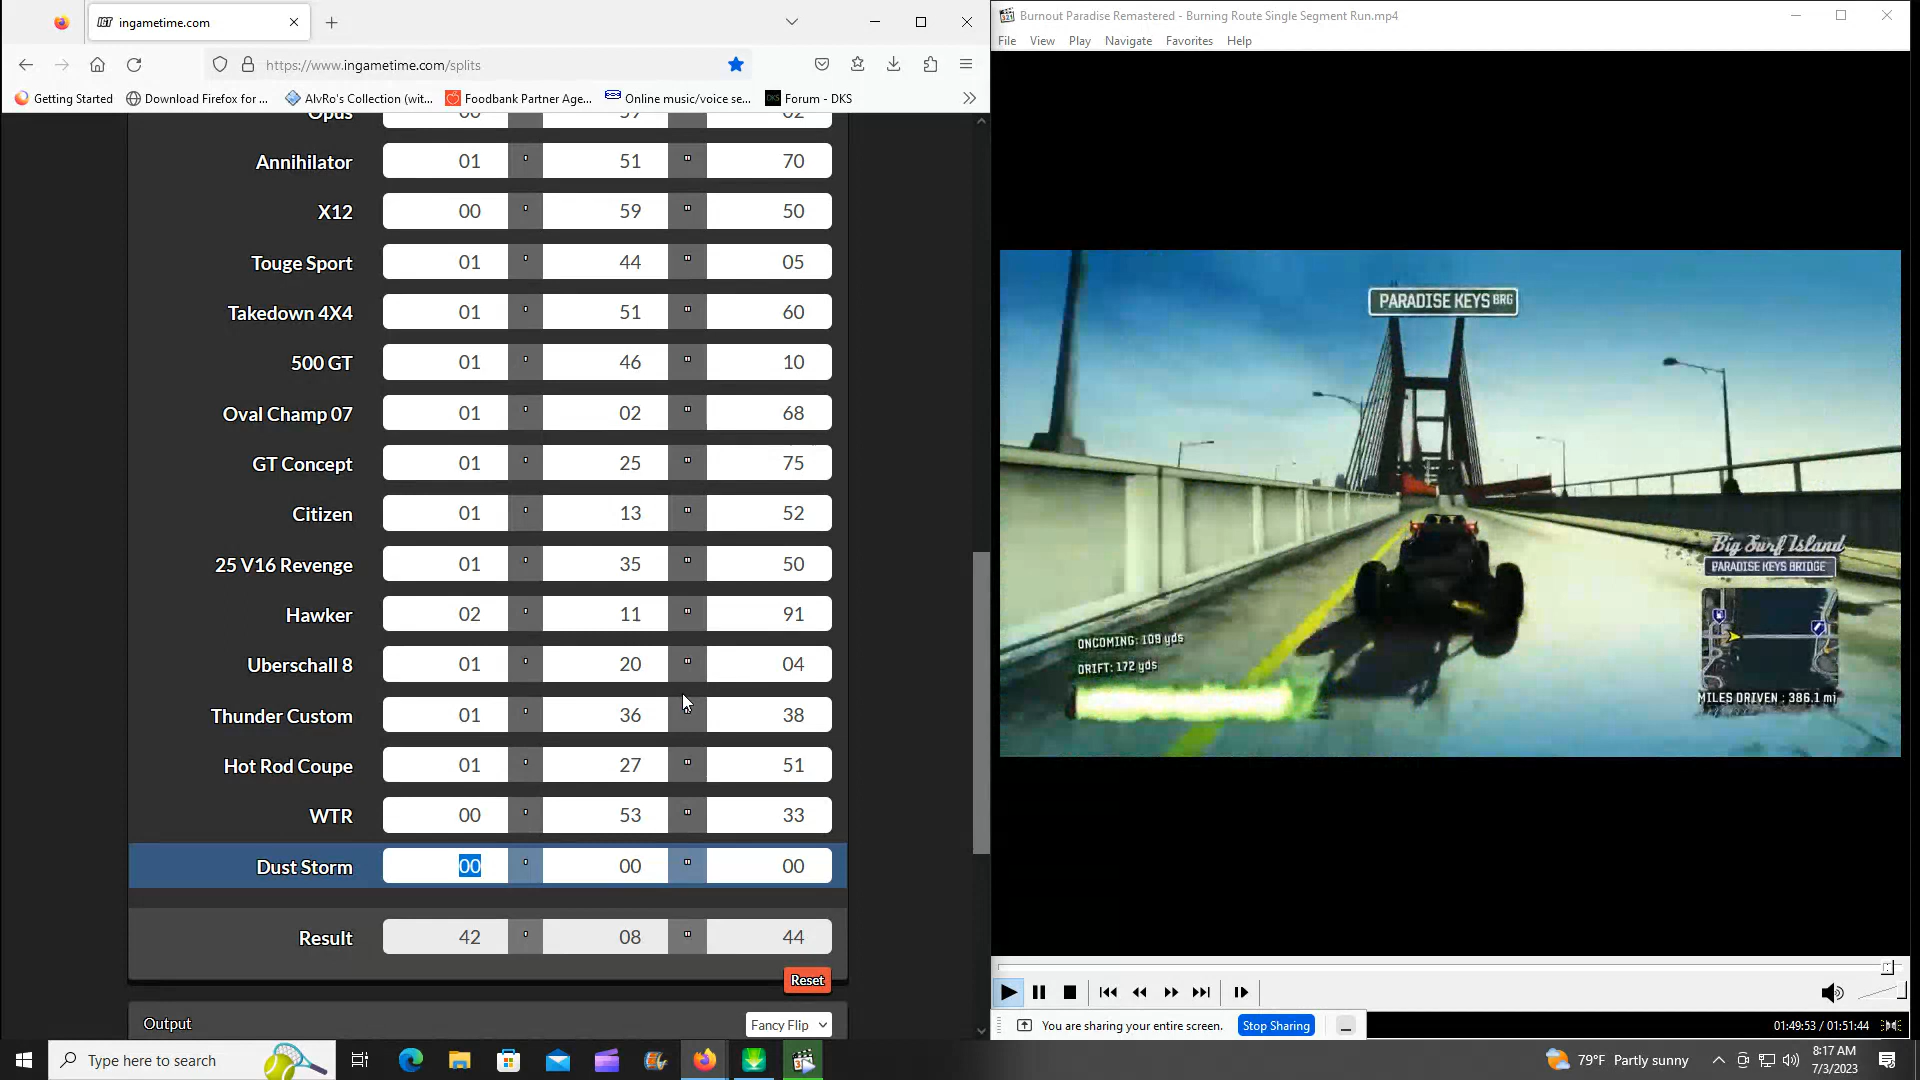 ingametime.com
https://www.ingametime.com/splits
Getting Started
Download Firefox for ...
AlvRo's Collection (wit...
Foodbank Partner Age...
Online music/voice se...
Forum - DKS
Opus 00 59 02
Annihilator 01 ' 51 " 70
X12 00 ' 59 " 50
Touge Sport 01 ' 44 " 05
Takedown 4X4 01 ' 51 " 60
500 GT 01 ' 46 " 10
Oval Champ 07 01 ' 02 " 68
GT Concept 01 ' 25 " 75
Citizen 01 ' 13 " 52
25 V16 Revenge 01 ' 35 " 50
Hawker 02 ' 11 " 91
Uberschall 8 01 ' 20 " 04
Thunder Custom 01 ' 36 " 38
Hot Rod Coupe 01 ' 27 " 51
WTR 00 ' 53 " 33
Dust Storm 00 ' 00 " 00
Result 42 ' 08 " 44
Reset
Output
Fancy Flip
Burnout Paradise Remastered - Burning Route Single Segment Run.mp4
File View Play Navigate Favorites Help
PARADISE KEYS BRG
Big Surf Island
PARADISE KEYS BRIDGE
ONCOMING: 109 yds
DRIFT: 172 yds
MILES DRIVEN : 386.1 mi
You are sharing your entire screen.
Stop Sharing
01:49:53 / 01:51:44
Type here to search
79°F Partly sunny
8:17 AM
7/3/2023